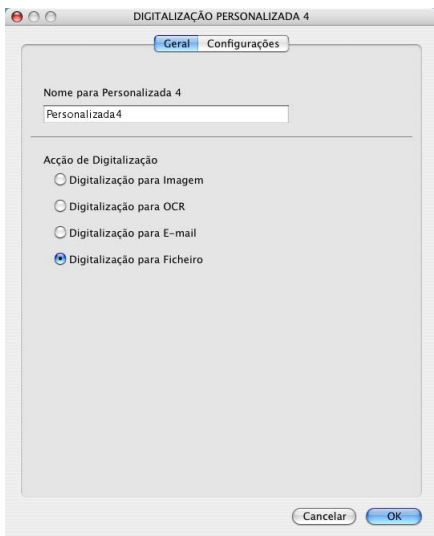 DIGITALIZAÇÃO PERSONALIZADA 4
Geral Configurações
Nome para Personalizada 4
Personalizada4
Acção de Digitalização
Digitalização para Imagem
Digitalização para OCR
Digitalização para E-mail
Digitalização para Ficheiro
Cancelar OK